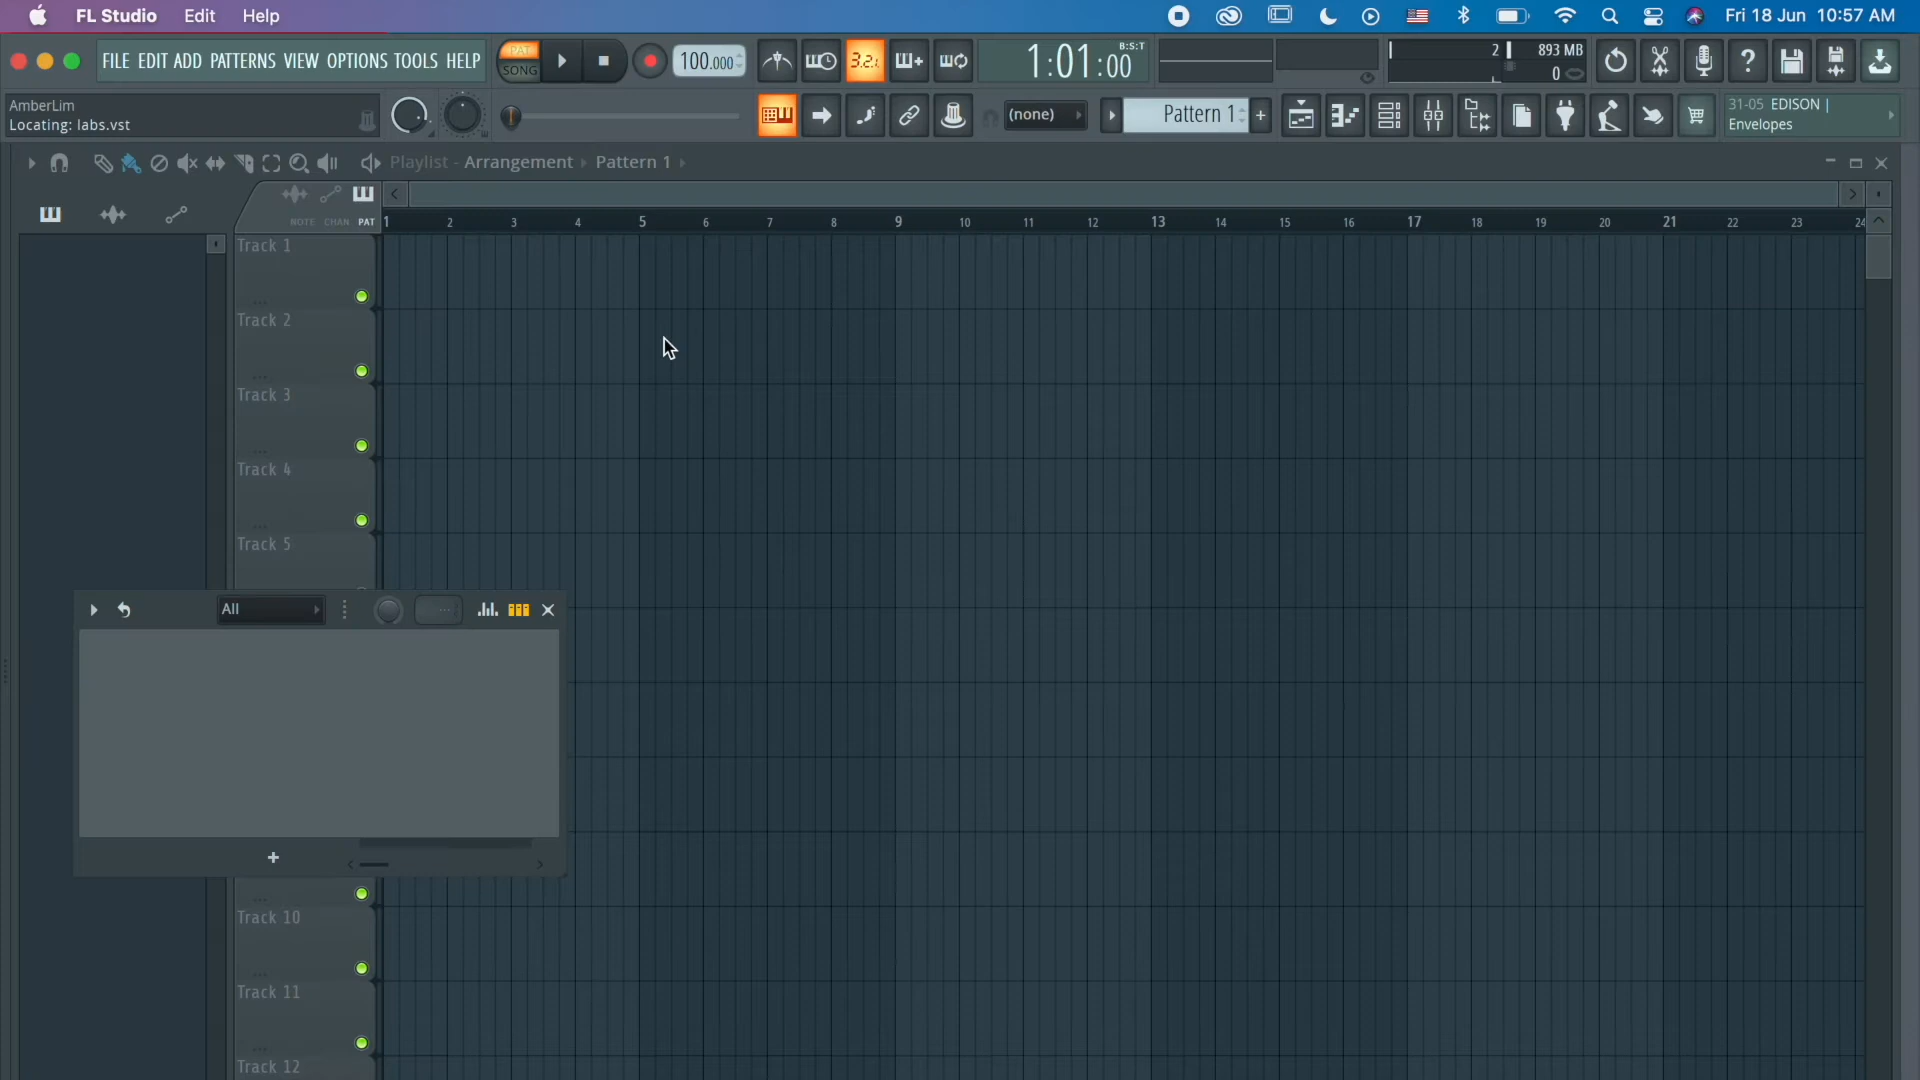 FL Studio Edit Help Fri 18 Jun 10:57 AM
FILE EDIT ADD PATTERNS VIEW OPTIONS TOOLS HELP
PAT
SONG
100.000
1:01:00
B:S:T
2
893 MB
0
AmberLim
Locating: labs.vst
(none)
Pattern 1
31-05 EDISON |
Envelopes
Playlist - Arrangement Pattern 1
NOTE CHAN PAT
1 2 3 4 5 6 7 8 9 10 11 12 13 14 15 16 17 18 19 20 21 22 23 24
Track 1
Track 2
Track 3
Track 4
Track 5
All
Track 10
Track 11
Track 12